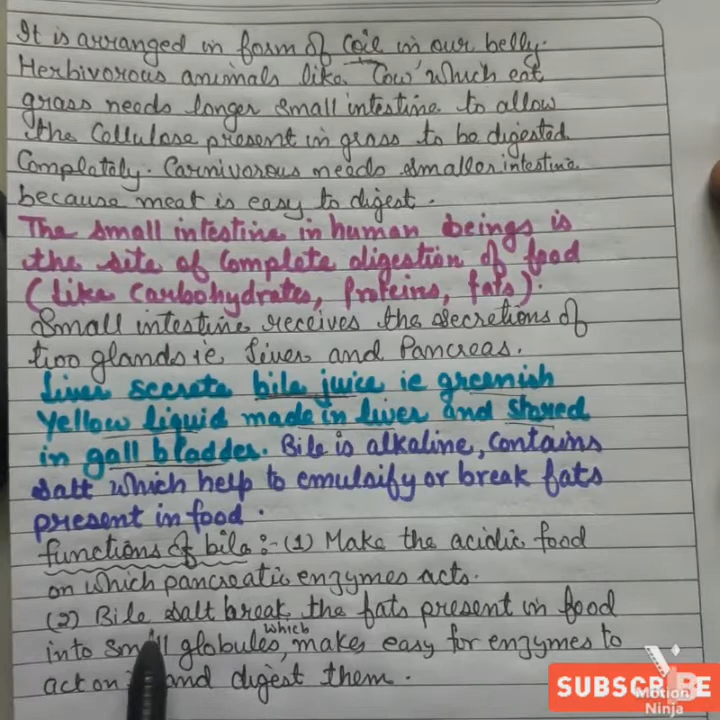 It is arranged in form of coil in our belly.
Herbivorous animals like 'Cow' which eat
grass needs longer small intestine to allow
the Cellulose present in grass to be digested
Completely. Carnivorous needs smaller intestine
because meat is easy to digest.
The small intestine in human beings is
the site of complete digestion of food
(like carbohydrates, Proteins, fats).
Small intestine receives the secretions of
two glands ie liver and Pancreas.
liver secrete bile juice ie greenish
yellow liquid made in liver and stored
in gall bladder. Bile is alkaline, contains
salt which help to emulsify or break fats
present in food.
functions of bile :- (1) Make the acidic food
on which pancreatic enzymes acts.
(2) Bile salt break the fats present in food
into small globules, which makes easy for enzymes to
act on and digest them.
SUBSCRIBE
Motion
Ninja